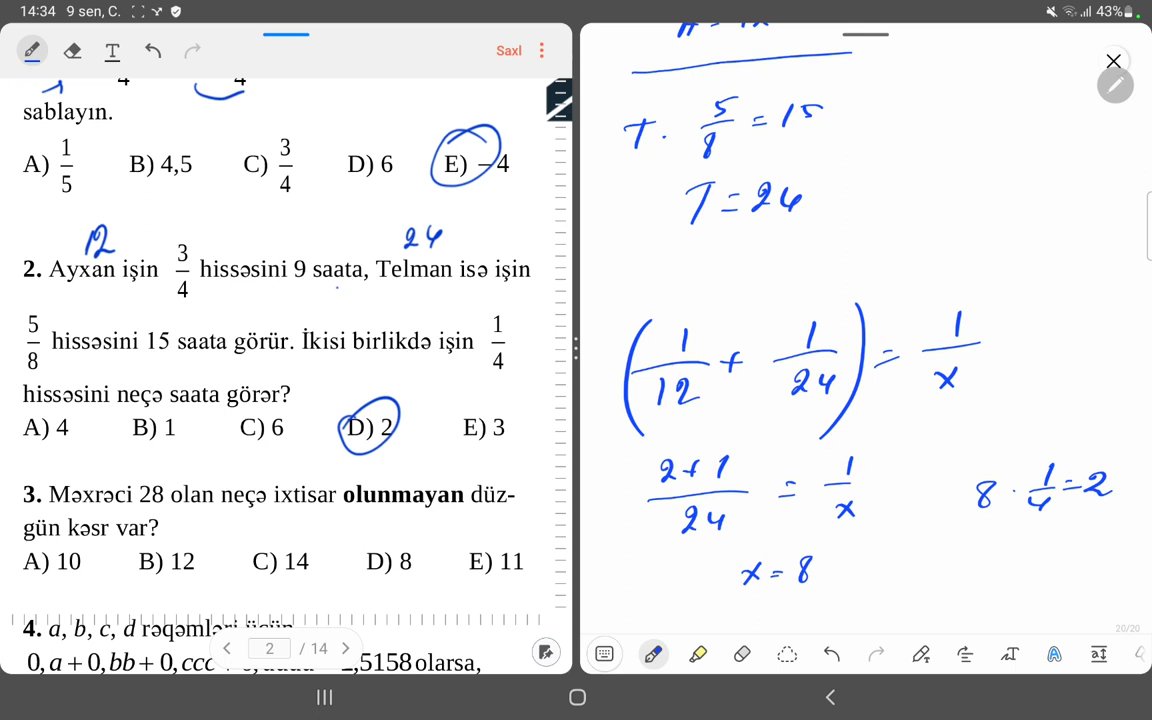 14:34 9 sen, C.
43%
T
Saxl
4 4
sablayın.
A) 1/5 B) 4,5 C) 3/4 D) 6 E) −4
12 24
2. Ayxan işin 3/4 hissəsini 9 saata, Telman isə işin
5/8 hissəsini 15 saata görür. İkisi birlikdə işin 1/4
hissəsini neçə saata görər?
A) 4 B) 1 C) 6 D) 2 E) 3
3. Məxrəci 28 olan neçə ixtisar olunmayan düz-
gün kəsr var?
A) 10 B) 12 C) 14 D) 8 E) 11
4. a, b, c, d rəqəmləri
0, a + 0, bb + 0, ccc 5158 olarsa,
2 / 14
T · 5/8 = 15
T = 24
(1/12 + 1/24) = 1/x
2+1/24 = 1/x 8 · 1/4 = 2
x = 8
20/20